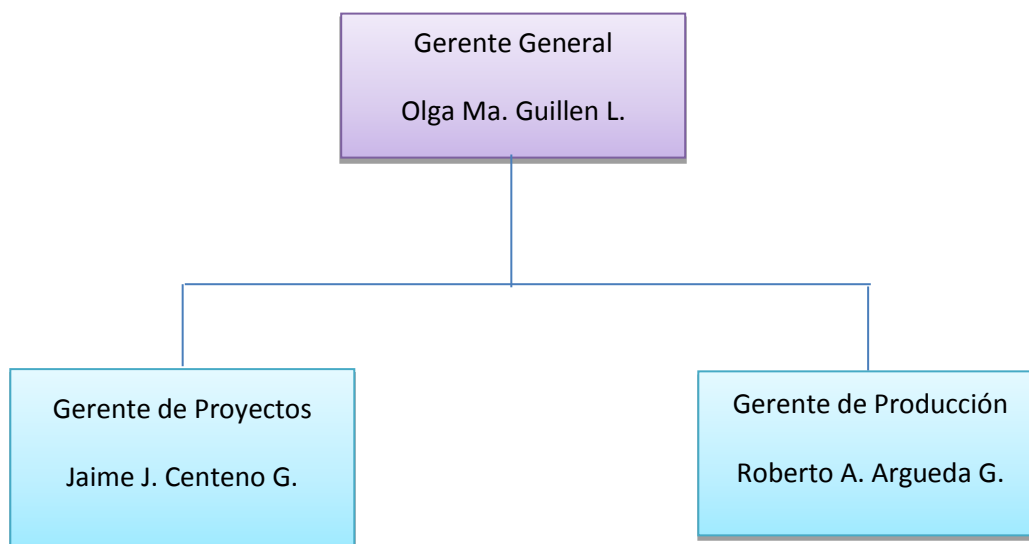 Gerente General
Olga Ma. Guillen L.
Gerente de Proyectos
Jaime J. Centeno G.
Gerente de Producción
Roberto A. Argueda G.